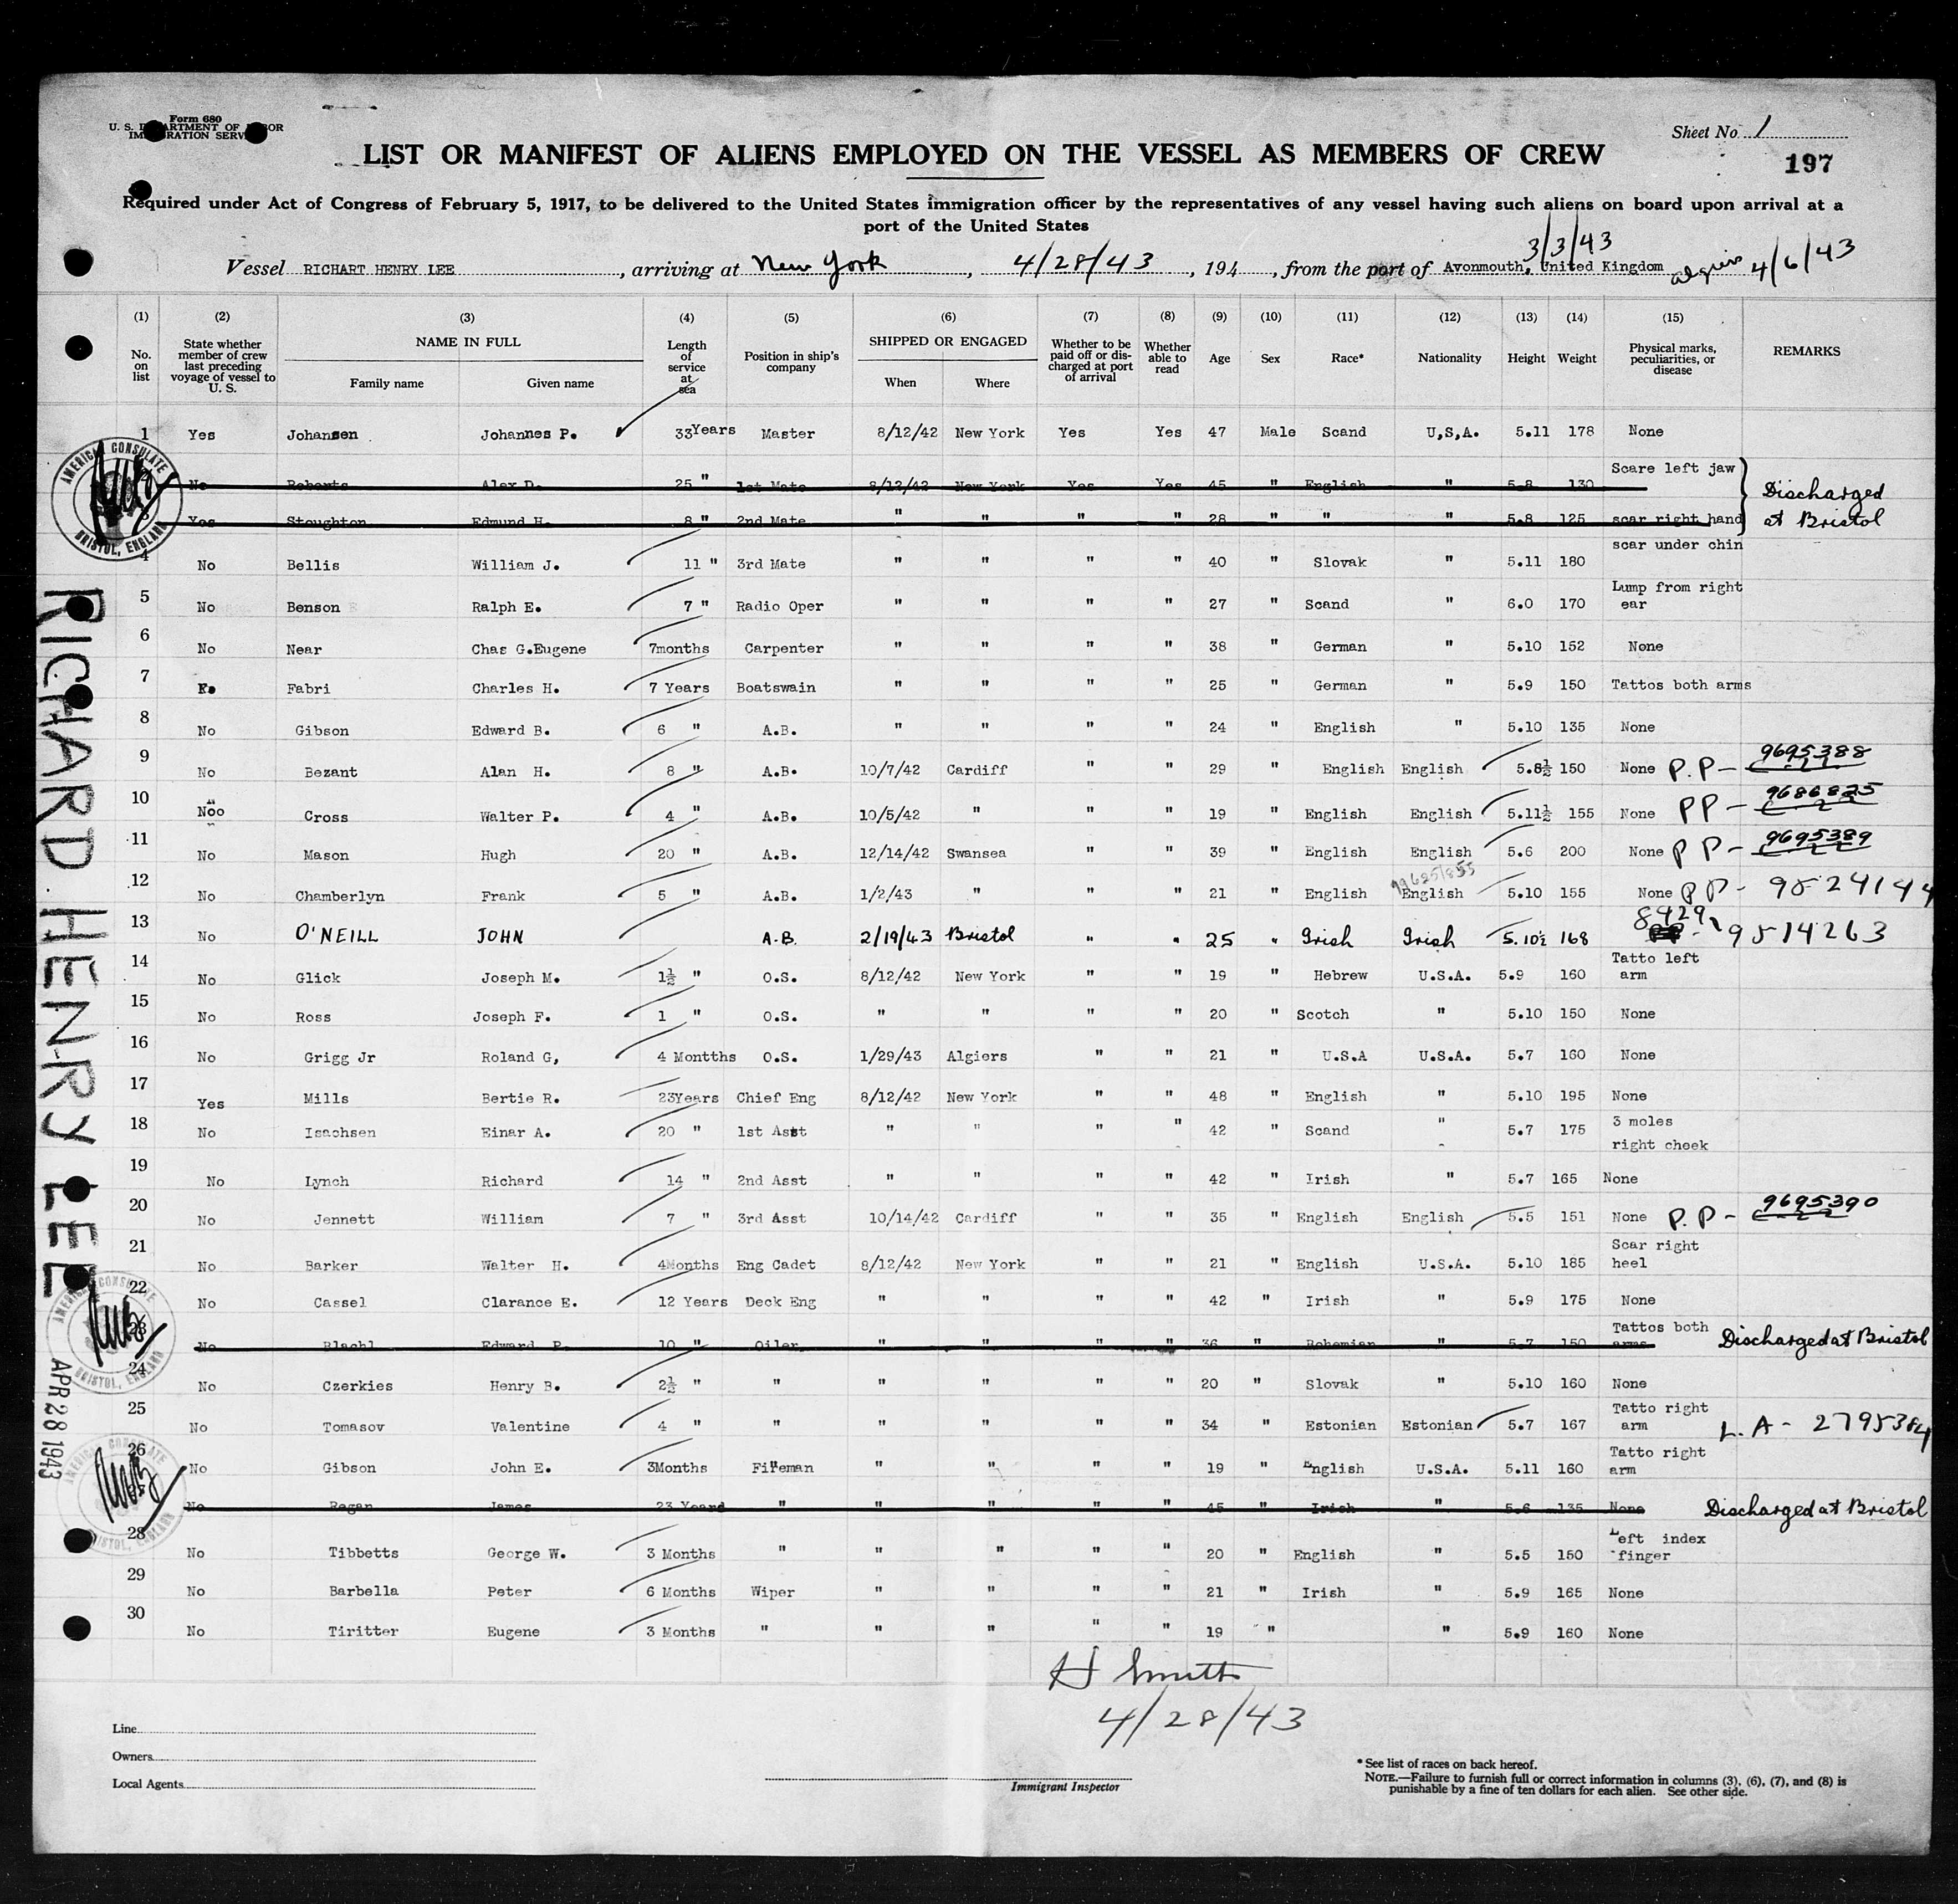 Form 680
U. S. DEPARTMENT OF LABOR
IMMIGRATION SERVICE
Sheet No. 1
197
LIST OR MANIFEST OF ALIENS EMPLOYED ON THE VESSEL AS MEMBERS OF CREW
Required under Act of Congress of February 5, 1917, to be delivered to the United States immigration officer by the representatives of any vessel having such aliens on board upon arrival at a
port of the United States
3/3/43
Vessel RICHART HENRY LEE, arriving at New York, 4/28/43, 194, from the port of Avonmouth, United Kingdom Algiers 4/6/43
(1) (2) (3) (4) (5) (6) (7) (8) (9) (10) (11) (12) (13) (14) (15)
No. on list State whether member of crew last preceding voyage of vessel to U. S. NAME IN FULL Family name Given name Length of service at sea Position in ship's company SHIPPED OR ENGAGED When Where Whether to be paid off or discharged at port of arrival Whether able to read Age Sex Race* Nationality Height Weight Physical marks, peculiarities, or disease REMARKS
1 Yes Johansen Johannes P. 33Years Master 8/12/42 New York Yes Yes 47 Male Scand U,S,A. 5.11 178 None
No Roberts Alex D. 25 " 1st Mate 8/12/42 New York Yes Yes 45 " English " 5-8 130 Scare left jaw Discharged
3 Yes Stoughton Edmund H. 8 " 2nd Mate " " " " 28 " " " 5.8 125 scar right hand at Bristol
4 No Bellis William J. 11 " 3rd Mate " " " " 40 " Slovak " 5.11 180 scar under chin
5 No Benson Ralph E. 7 " Radio Oper " " " " 27 " Scand " 6.0 170 Lump from right ear
6 No Near Chas G.Eugene 7months Carpenter " " " " 38 " German " 5.10 152 None
7 Fabri Charles H. 7 Years Boatswain " " " " 25 " German " 5.9 150 Tattos both arms
8 No Gibson Edward B. 6 " A.B. " " " " 24 " English " 5.10 135 None
9 No Bezant Alan H. 8 " A.B. 10/7/42 Cardiff " " 29 " English English 5.8½ 150 None P.P - 9695388
10 Noo Cross Walter P. 4 " A.B. 10/5/42 " " " 19 " English English 5.11½ 155 None PP - 9686825
11 No Mason Hugh 20 " A.B. 12/14/42 Swansea " " 39 " English English 5.6 200 None PP - 9695389
12 No Chamberlyn Frank 5 " A.B. 1/2/43 " " " 21 " English English 5.10 155 None PP -
13 No O'NEILL JOHN A.B. 2/19/43 Bristol " " 25 " Irish Irish 5.10½ 168 9514263
14 No Glick Joseph M. 1½ " O.S. 8/12/42 New York " " 19 " Hebrew U.S.A. 5.9 160 Tatto left arm
15 No Ross Joseph F. 1 " O.S. " " " " 20 " Scotch " 5.10 150 None
16 No Grigg Jr Roland G, 4 Montths O.S. 1/29/43 Algiers " " 21 " U.S.A U.S.A. 5.7 160 None
17 Yes Mills Bertie R. 23Years Chief Eng 8/12/42 New York " " 48 " English " 5.10 195 None
18 No Isachsen Einar A. 20 " 1st Asst " " " " 42 " Scand " 5.7 175 3 moles right cheek
19 No Lynch Richard 14 " 2nd Asst " " " " 42 " Irish " 5.7 165 None
20 No Jennett William 7 " 3rd Asst 10/14/42 Cardiff " " 35 " English English 5.5 151 None P.P - 9695390
21 No Barker Walter H. 4Months Eng Cadet 8/12/42 New York " " 21 " English U.S.A. 5.10 185 Scar right heel
22 No Cassel Clarance E. 12 Years Deck Eng " " " " 42 " Irish " 5.9 175 None
23 No Blachl Edward P. 10 " Oiler " " " " 36 " Bohemian " 5.7 150 Tattos both arms Discharged at Bristol
24 No Czerkies Henry B. 2½ " " " " " " 20 " Slovak " 5.10 160 None
25 No Tomasov Valentine 4 " " " " " " 34 " Estonian Estonian 5.7 167 Tatto right arm L.A - 2795384
26 No Gibson John E. 3Months Fireman " " " " 19 " English U.S.A. 5.11 160 Tatto right arm
No Regan James 23 Years " " " " " 45 " Irish " 5.6 135 None Discharged at Bristol
28 No Tibbetts George W. 3 Months " " " " " 20 " English " 5.5 150 Left index finger
29 No Barbella Peter 6 Months Wiper " " " " 21 " Irish " 5.9 165 None
30 No Tiritter Eugene 3 Months " " " " " 19 " " 5.9 160 None
H Smith
4/28/43
Line
Owners
Local Agents
Immigrant Inspector
* See list of races on back hereof.
NOTE.—Failure to furnish full or correct information in columns (3), (6), (7), and (8) is
punishable by a fine of ten dollars for each alien. See other side.
RICHARD HENRY LEE
APR 28 1943
AMERICAN CONSULATE
BRISTOL, ENGLAND